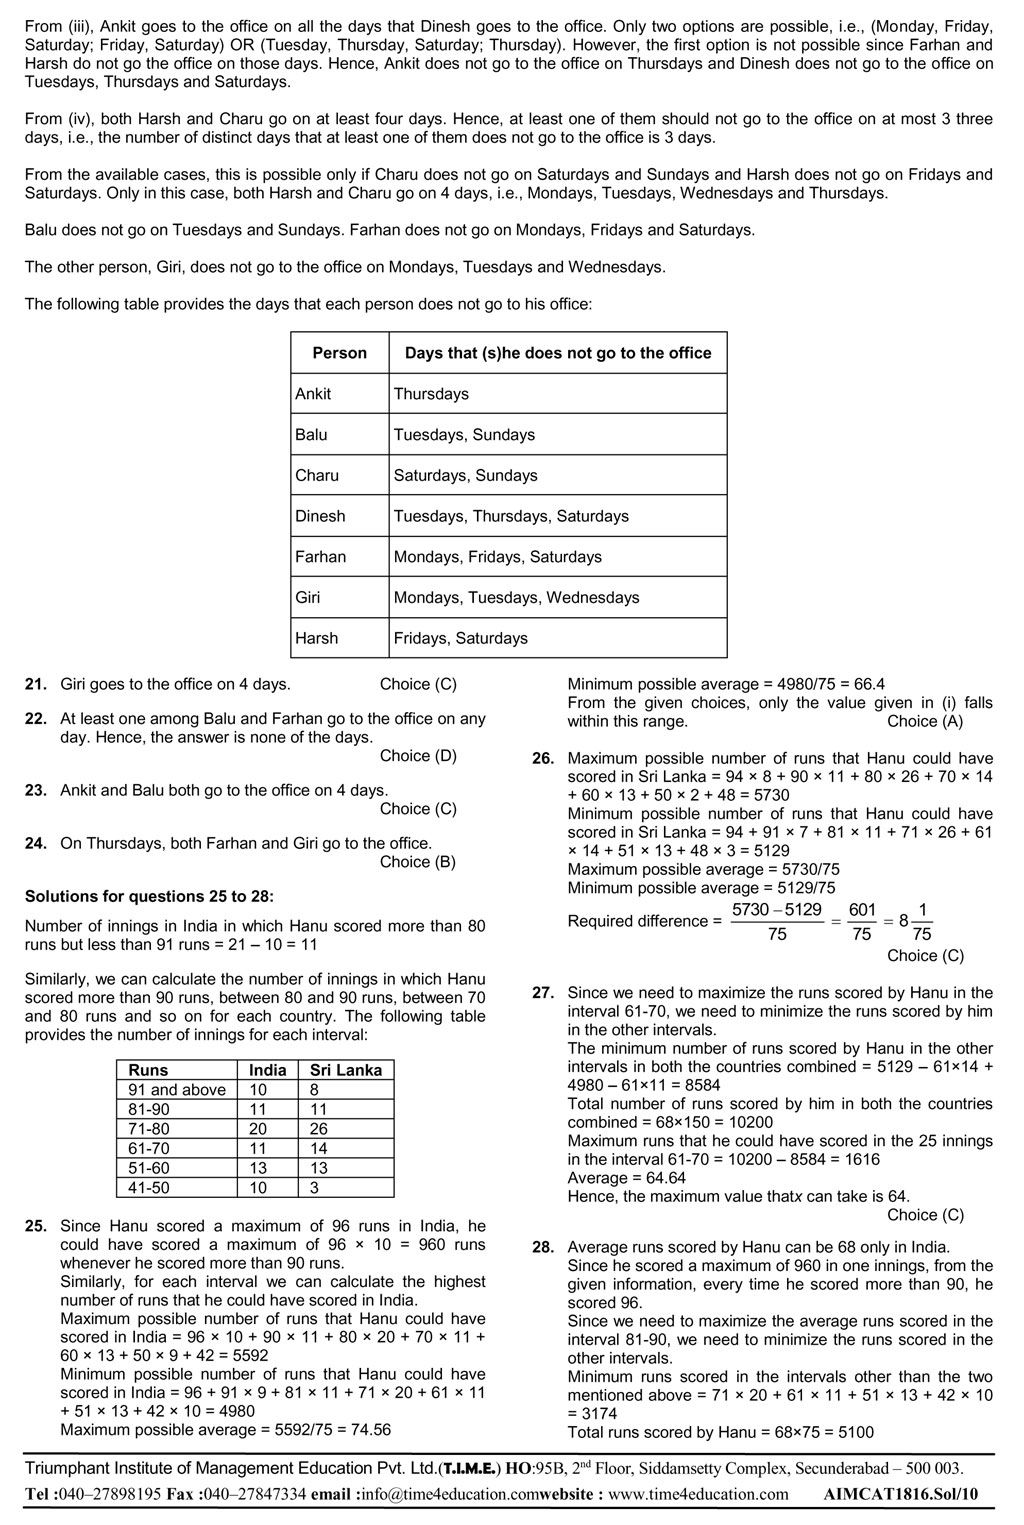 From (iii), Ankit goes to the office on all the days that Dinesh goes to the office. Only two options are possible, i.e., (Monday, Friday,
Saturday; Friday, Saturday) OR (Tuesday, Thursday, Saturday; Thursday). However, the first option is not possible since Farhan and
Harsh do not go the office on those days. Hence, Ankit does not go to the office on Thursdays and Dinesh does not go to the office on
Tuesdays, Thursdays and Saturdays.
From (iv), both Harsh and Charu go on at least four days. Hence, at least one of them should not go to the office on at most 3 three
days, i.e., the number of distinct days that at least one of them does not go to the office is 3 days.
From the available cases, this is possible only if Charu does not go on Saturdays and Sundays and Harsh does not go on Fridays and
Saturdays. Only in this case, both Harsh and Charu go on 4 days, i.e., Mondays, Tuesdays, Wednesdays and Thursdays.
Balu does not go on Tuesdays and Sundays. Farhan does not go on Mondays, Fridays and Saturdays.
The other person, Giri, does not go to the office on Mondays, Tuesdays and Wednesdays.
The following table provides the days that each person does not go to his office:
Person Days that (s)he does not go to the office
Ankit Thursdays
Balu Tuesdays, Sundays
Charu Saturdays, Sundays
Dinesh Tuesdays, Thursdays, Saturdays
Farhan Mondays, Fridays, Saturdays
Giri Mondays, Tuesdays, Wednesdays
Harsh Fridays, Saturdays
21. Giri goes to the office on 4 days. Choice (C)
22. At least one among Balu and Farhan go to the office on any
day. Hence, the answer is none of the days.
Choice (D)
23. Ankit and Balu both go to the office on 4 days.
Choice (C)
24. On Thursdays, both Farhan and Giri go to the office.
Choice (B)
Solutions for questions 25 to 28:
Number of innings in India in which Hanu scored more than 80
runs but less than 91 runs = 21 – 10 = 11
Similarly, we can calculate the number of innings in which Hanu
scored more than 90 runs, between 80 and 90 runs, between 70
and 80 runs and so on for each country. The following table
provides the number of innings for each interval:
Runs India Sri Lanka
91 and above 10 8
81-90 11 11
71-80 20 26
61-70 11 14
51-60 13 13
41-50 10 3
25. Since Hanu scored a maximum of 96 runs in India, he
could have scored a maximum of 96 × 10 = 960 runs
whenever he scored more than 90 runs.
Similarly, for each interval we can calculate the highest
number of runs that he could have scored in India.
Maximum possible number of runs that Hanu could have
scored in India = 96 × 10 + 90 × 11 + 80 × 20 + 70 × 11 +
60 × 13 + 50 × 9 + 42 = 5592
Minimum possible number of runs that Hanu could have
scored in India = 96 + 91 × 9 + 81 × 11 + 71 × 20 + 61 × 11
+ 51 × 13 + 42 × 10 = 4980
Maximum possible average = 5592/75 = 74.56
Minimum possible average = 4980/75 = 66.4
From the given choices, only the value given in (i) falls
within this range. Choice (A)
26. Maximum possible number of runs that Hanu could have
scored in Sri Lanka = 94 × 8 + 90 × 11 + 80 × 26 + 70 × 14
+ 60 × 13 + 50 × 2 + 48 = 5730
Minimum possible number of runs that Hanu could have
scored in Sri Lanka = 94 + 91 × 7 + 81 × 11 + 71 × 26 + 61
× 14 + 51 × 13 + 48 × 3 = 5129
Maximum possible average = 5730/75
Minimum possible average = 5129/75
Required difference = (5730 – 5129)/75 = 601/75 = 8 1/75
Choice (C)
27. Since we need to maximize the runs scored by Hanu in the
interval 61-70, we need to minimize the runs scored by him
in the other intervals.
The minimum number of runs scored by Hanu in the other
intervals in both the countries combined = 5129 – 61×14 +
4980 – 61×11 = 8584
Total number of runs scored by him in both the countries
combined = 68×150 = 10200
Maximum runs that he could have scored in the 25 innings
in the interval 61-70 = 10200 – 8584 = 1616
Average = 64.64
Hence, the maximum value thatx can take is 64.
Choice (C)
28. Average runs scored by Hanu can be 68 only in India.
Since he scored a maximum of 960 in one innings, from the
given information, every time he scored more than 90, he
scored 96.
Since we need to maximize the average runs scored in the
interval 81-90, we need to minimize the runs scored in the
other intervals.
Minimum runs scored in the intervals other than the two
mentioned above = 71 × 20 + 61 × 11 + 51 × 13 + 42 × 10
= 3174
Total runs scored by Hanu = 68×75 = 5100
Triumphant Institute of Management Education Pvt. Ltd.(T.I.M.E.) HO:95B, 2nd Floor, Siddamsetty Complex, Secunderabad – 500 003.
Tel :040–27898195 Fax :040–27847334 email :info@time4education.comwebsite : www.time4education.com AIMCAT1816.Sol/10